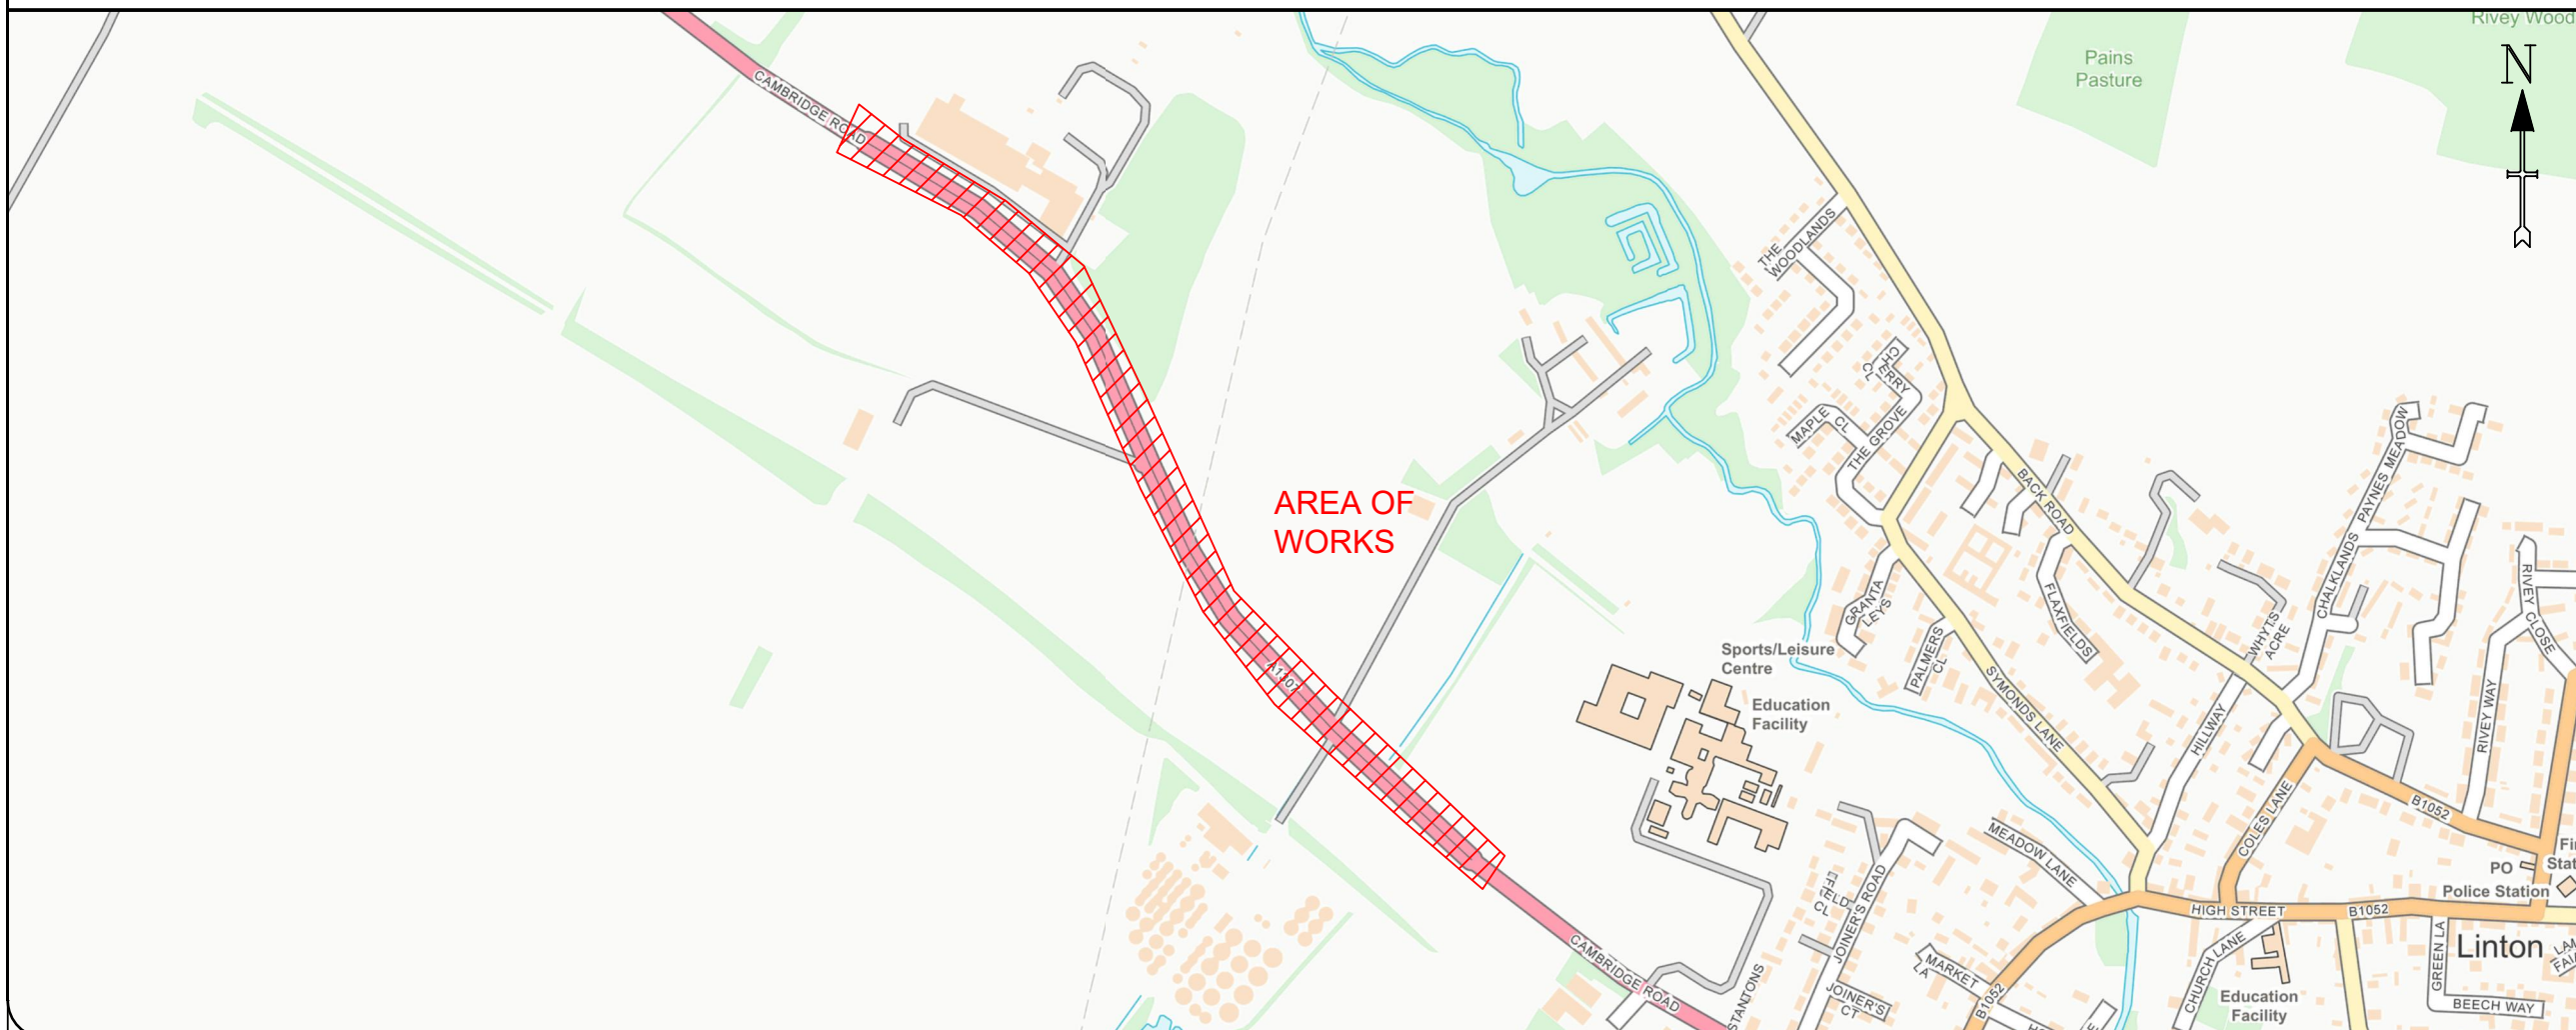 Rivey Wood
N
Pains
Pasture
CAMBRIDGE ROAD
THE
WOODLANDS
CHERRY
CL
MAPLE CL
THE GROVE
BACK ROAD
PAYNES MEADOW
CHALKLANDS
AREA OF
WORKS
RIVEY CLOSE
GRANTA
LEYS
FLAXFIELDS
WHYTS
ACRE
PALMERS
CL
Sports/Leisure
Centre
Education
Facility
A1307
SYMONDS LANE
HILLWAY
RIVEY WAY
COLES LANE
B1052
MEADOW LANE
PO
Police Station
CL
JOINER'S ROAD
HIGH STREET
B1052
CAMBRIDGE ROAD
MARKET
LA
CHURCH LANE
GREEN LA
Linton
STANTONS
JOINER'S
CT
B1052
Education
Facility
BEECH WAY